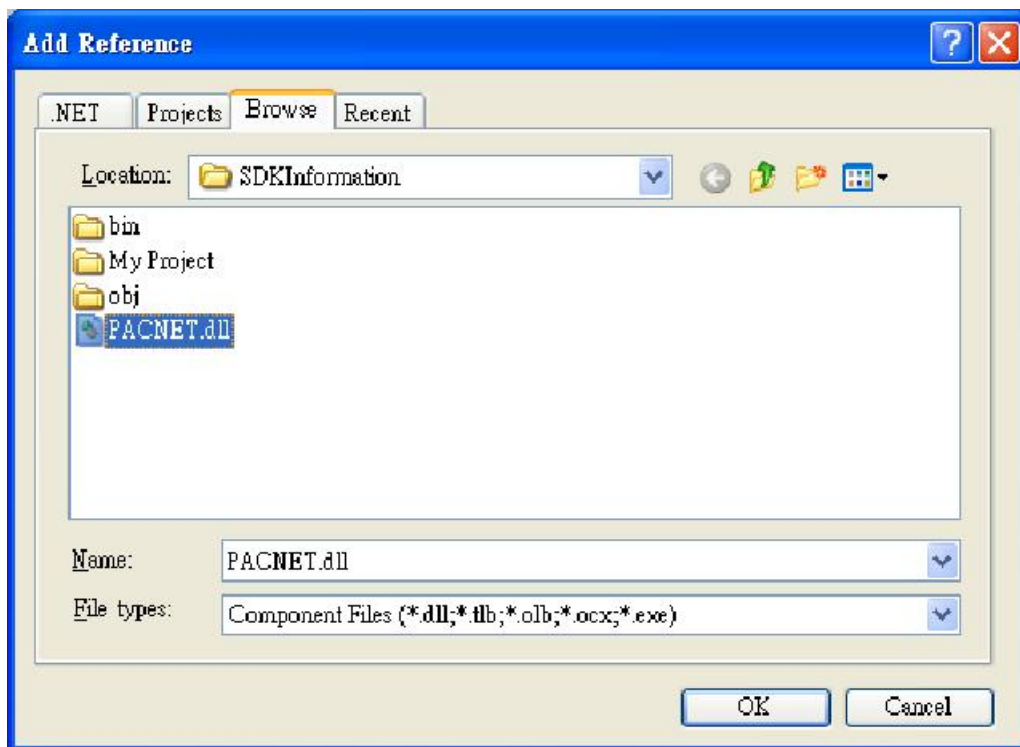 Add Reference
.NET Projects Browse Recent
Location: SDKInformation
bin
My Project
obj
PACNET.dll
Name: PACNET.dll
File types: Component Files (*.dll;*.tlb;*.olb;*.ocx;*.exe)
OK Cancel